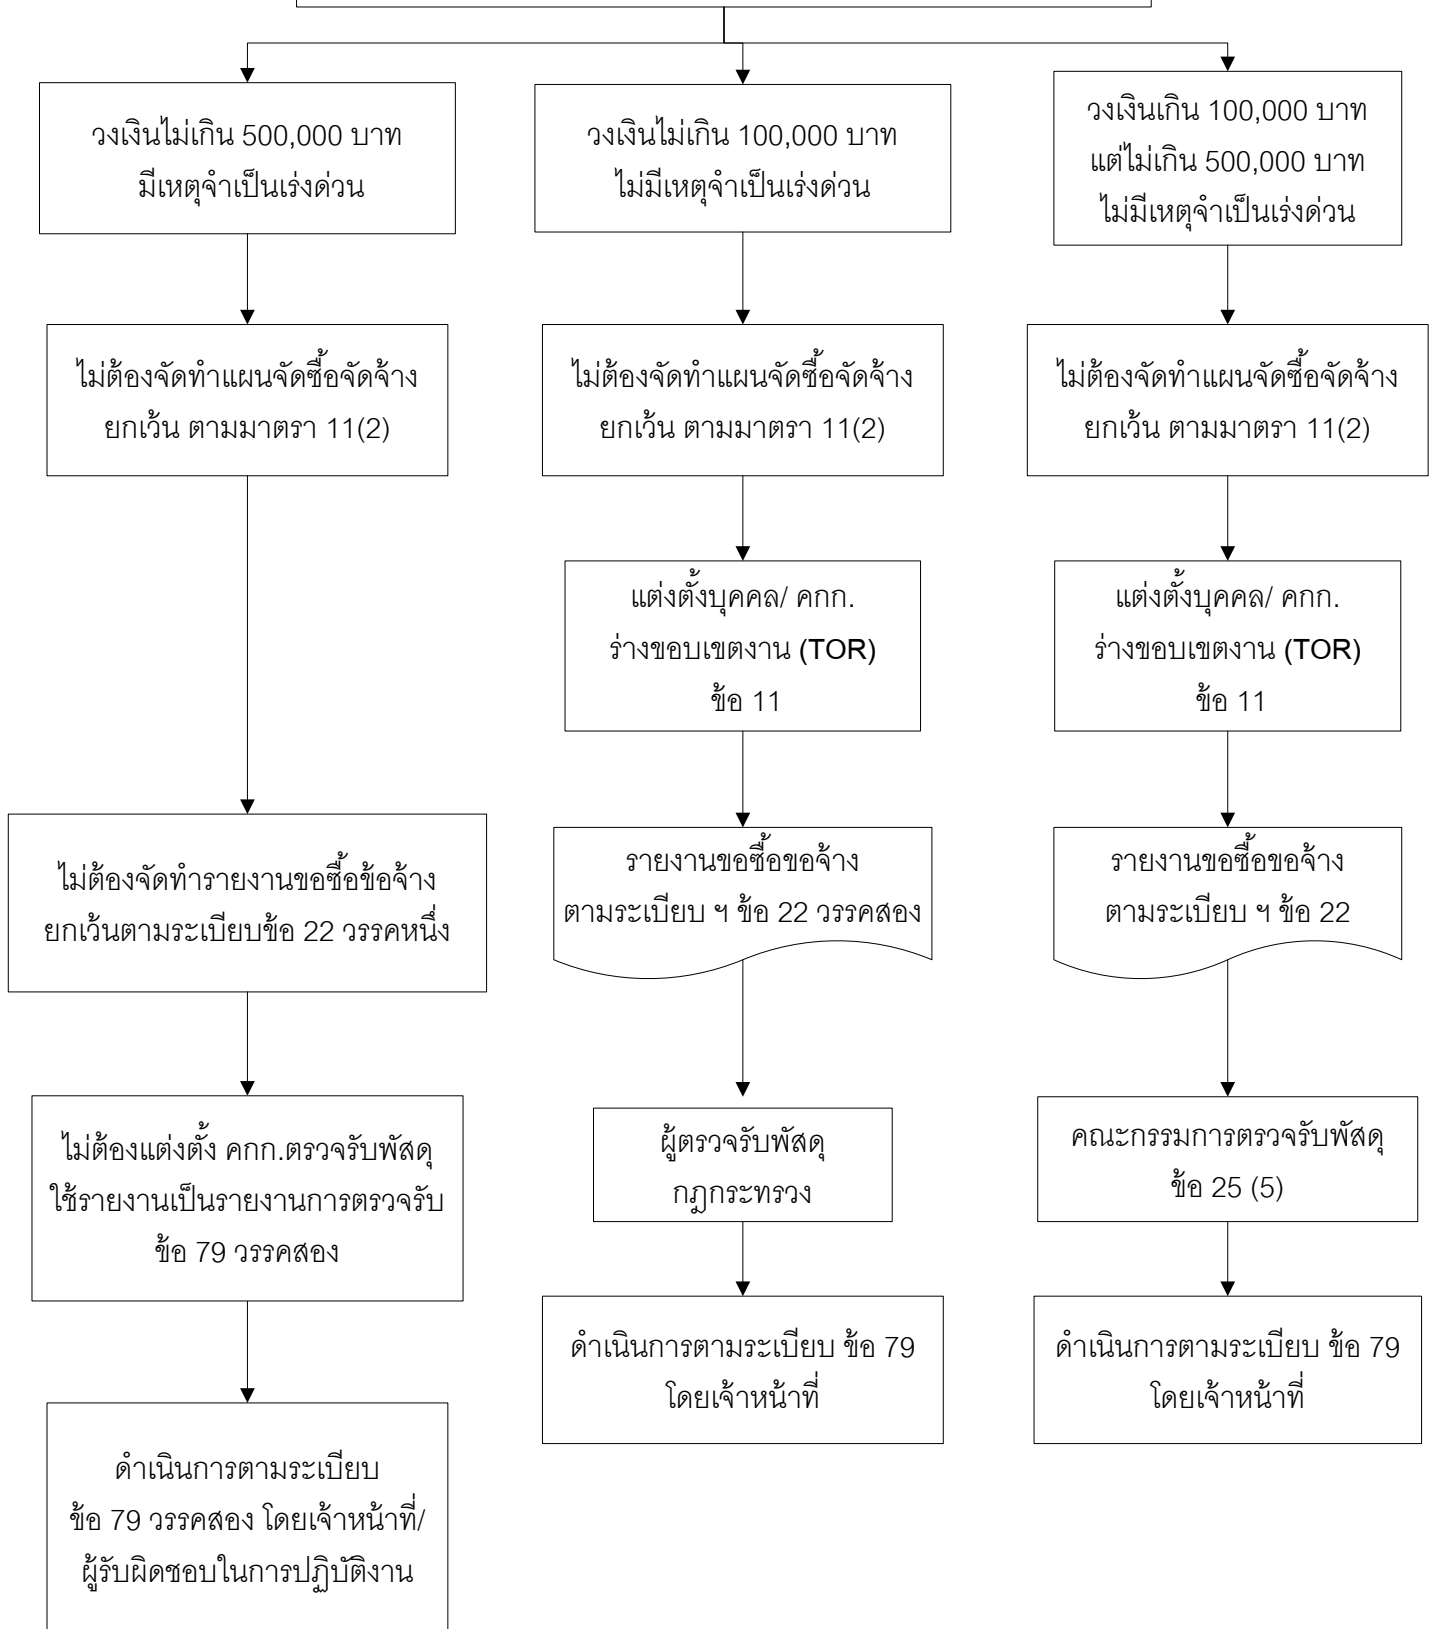 วงเงินไม่เกิน 500,000 บาท
มีเหตุจำเป็นเร่งด่วน
วงเงินไม่เกิน 100,000 บาท
ไม่มีเหตุจำเป็นเร่งด่วน
วงเงินเกิน 100,000 บาท
แต่ไม่เกิน 500,000 บาท
ไม่มีเหตุจำเป็นเร่งด่วน
ไม่ต้องจัดทำแผนจัดซื้อจัดจ้าง
ยกเว้น ตามมาตรา 11(2)
ไม่ต้องจัดทำแผนจัดซื้อจัดจ้าง
ยกเว้น ตามมาตรา 11(2)
ไม่ต้องจัดทำแผนจัดซื้อจัดจ้าง
ยกเว้น ตามมาตรา 11(2)
แต่งตั้งบุคคล/ คกก.
ร่างขอบเขตงาน (TOR)
ข้อ 11
แต่งตั้งบุคคล/ คกก.
ร่างขอบเขตงาน (TOR)
ข้อ 11
ไม่ต้องจัดทำรายงานขอซื้อข้อจ้าง
ยกเว้นตามระเบียบข้อ 22 วรรคหนึ่ง
รายงานขอซื้อขอจ้าง
ตามระเบียบ ฯ ข้อ 22 วรรคสอง
รายงานขอซื้อขอจ้าง
ตามระเบียบ ฯ ข้อ 22
ไม่ต้องแต่งตั้ง คกก.ตรวจรับพัสดุ
ใช้รายงานเป็นรายงานการตรวจรับ
ข้อ 79 วรรคสอง
ผู้ตรวจรับพัสดุ
กฎกระทรวง
คณะกรรมการตรวจรับพัสดุ
ข้อ 25 (5)
ดำเนินการตามระเบียบ ข้อ 79
โดยเจ้าหน้าที่
ดำเนินการตามระเบียบ ข้อ 79
โดยเจ้าหน้าที่
ดำเนินการตามระเบียบ
ข้อ 79 วรรคสอง โดยเจ้าหน้าที่/
ผู้รับผิดชอบในการปฏิบัติงาน